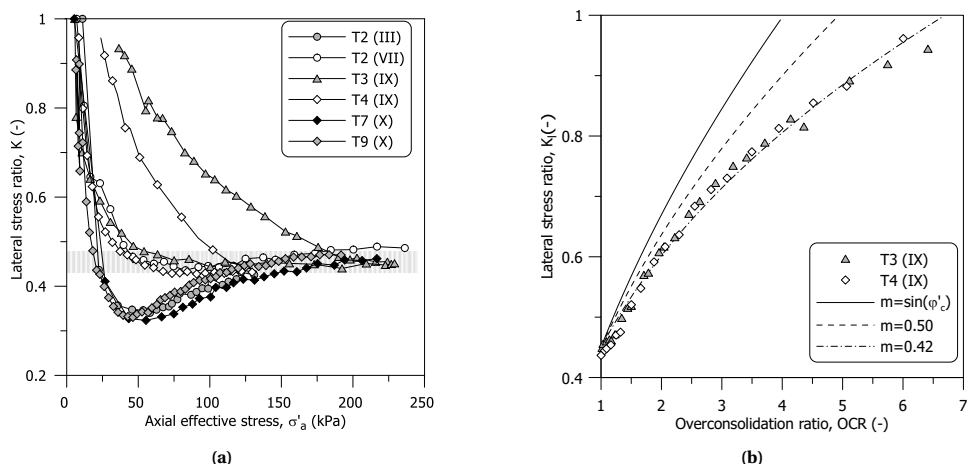 1
0.8
0.6
0.4
0.2
Lateral stress ratio, K (-)
0 50 100 150 200 250
Axial effective stress, σ'a (kPa)
T2 (III)
T2 (VII)
T3 (IX)
T4 (IX)
T7 (X)
T9 (X)
(a)
1
0.8
0.6
0.4
Lateral stress ratio, Kl(-)
1 2 3 4 5 6 7
Overconsolidation ratio, OCR (-)
T3 (IX)
T4 (IX)
m=sin(φ'c)
m=0.50
m=0.42
(b)